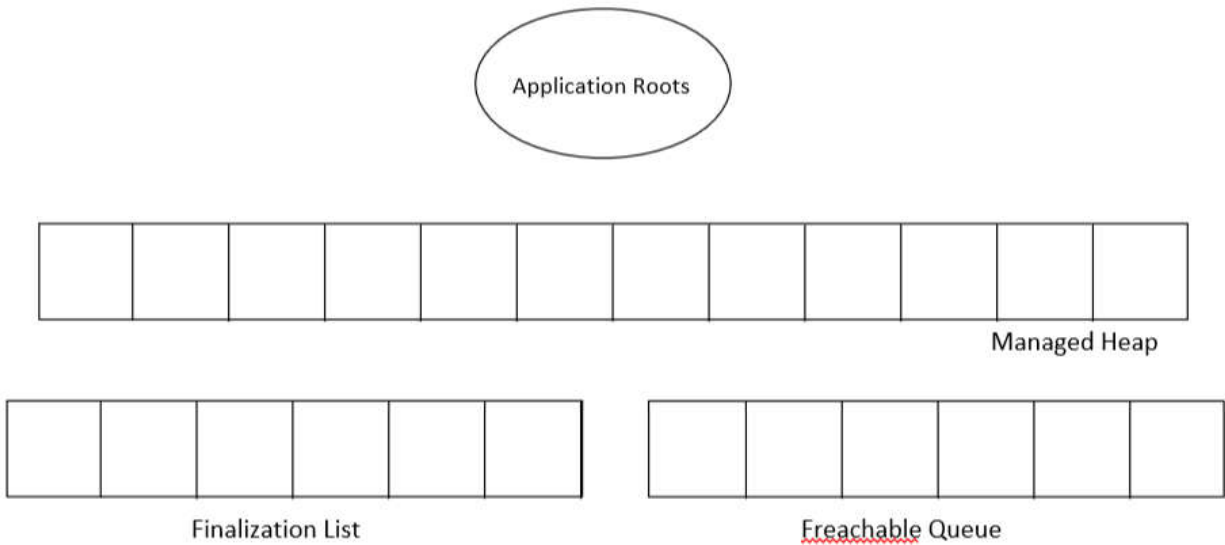 Application Roots
Managed Heap
Finalization List
Freachable Queue